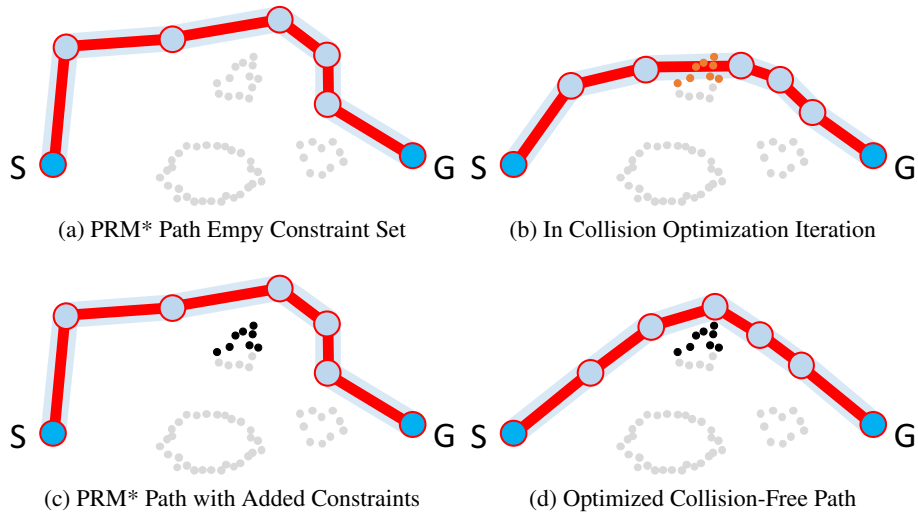 S
G
S
G
(a) PRM* Path Empy Constraint Set
(b) In Collision Optimization Iteration
S
G
S
G
(c) PRM* Path with Added Constraints
(d) Optimized Collision-Free Path